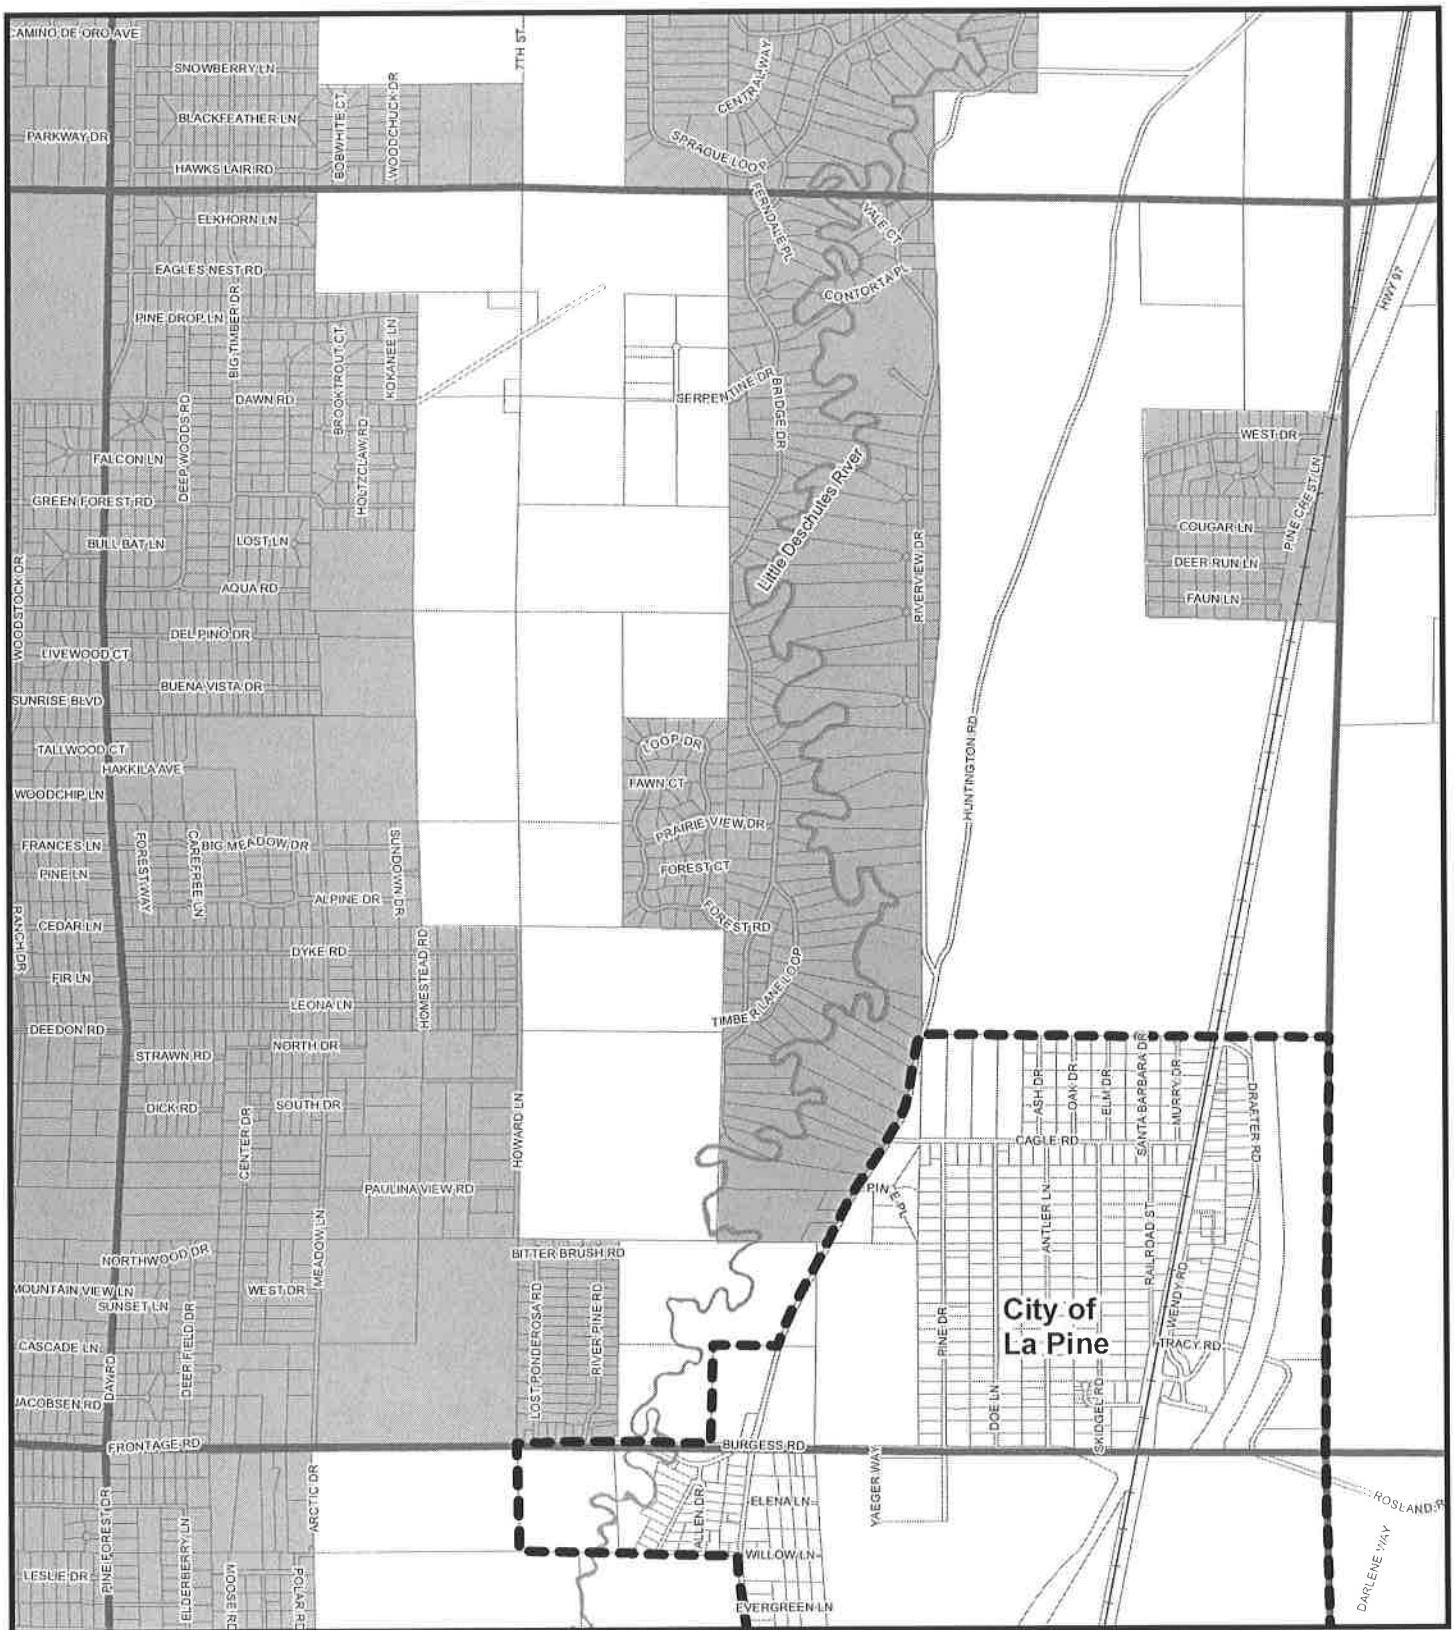 CAMINO DE ORO AVE
SNOWBERRY LN
7TH ST
CENTRAL WAY
BLACKFEATHER LN
BOBWHITE CT
WOODCHUCK DR
PARKWAY DR
SPRAGUE LOOP
HAWKS LAIR RD
ELKHORN LN
FERNDALE PL
VALE CT
EAGLES NEST RD
CONTORTA PL
HWY 97
PINE DROP LN
BIG TIMBER DR
BROOKTROUT CT
KOKANEE LN
SERPENTINE DR
DAWN RD
BRIDGE DR
DEEP WOODS RD
HOLTZCLAW RD
WEST DR
FALCON LN
GREEN FOREST RD
PINE CREST LN
COUGAR LN
BULL BAT LN
LOST LN
Little Deschutes River
RIVERVIEW DR
DEER RUN LN
WOODSTOCK DR
AQUA RD
FAUN LN
DEL PINO DR
LIVEWOOD CT
BUENA VISTA DR
SUNRISE BLVD
TALLWOOD CT
LOOP DR
HAKKILA AVE
HUNTINGTON RD
FAWN CT
WOODCHIP LN
PRAIRIE VIEW DR
FRANCES LN
FOREST WAY
CAREFREE LN
BIG MEADOW DR
SUNDOWN DR
PINE LN
FOREST CT
ALPINE DR
CEDAR LN
RANCH DR
FOREST RD
DYKE RD
HOMESTEAD RD
FIR LN
LEONA LN
TIMBER LANE LOOP
DEEDON RD
STRAWN RD
NORTH DR
ASH DR
OAK DR
ELM DR
SANTA BARBARA DR
MURRY DR
DRAFTER RD
DICK RD
SOUTH DR
CENTER DR
HOWARD LN
CAGLE RD
PAULINA VIEW RD
PINE PL
ANTLER LN
RAILROAD ST
NORTHWOOD DR
MEADOW LN
BITTER BRUSH RD
MOUNTAIN VIEW LN
WEST DR
SUNSET LN
LOST PONDEROSA RD
RIVER PINE RD
WENDY RD
City of
La Pine
PINE DR
TRACY RD
CASCADE LN
DEER FIELD DR
DAY RD
JACOBSEN RD
DOE LN
SKIDGEL RD
FRONTAGE RD
BURGESS RD
YAEGER WAY
ARCTIC DR
PINE FOREST DR
ALLEN DR
ELENA LN
ROSLAND R
ELDERBERRY LN
WILLOW LN
DARLENE WAY
LESLIE DR
MOOSE RD
POLAR RD
EVERGREEN LN